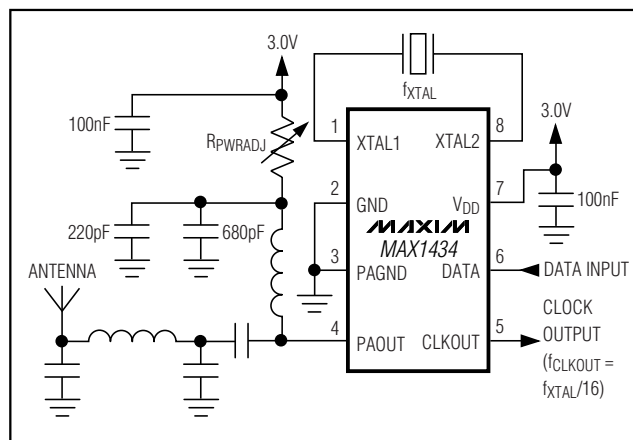 3.0V
100nF
RPWRADJ
fXTAL
3.0V
1
XTAL1
XTAL2
8
2
GND
VDD
7
100nF
MAXIM
MAX1434
220pF
680pF
3
PAGND
DATA
6
DATA INPUT
ANTENNA
4
PAOUT
CLKOUT
5
CLOCK
OUTPUT
(fCLKOUT =
fXTAL/16)